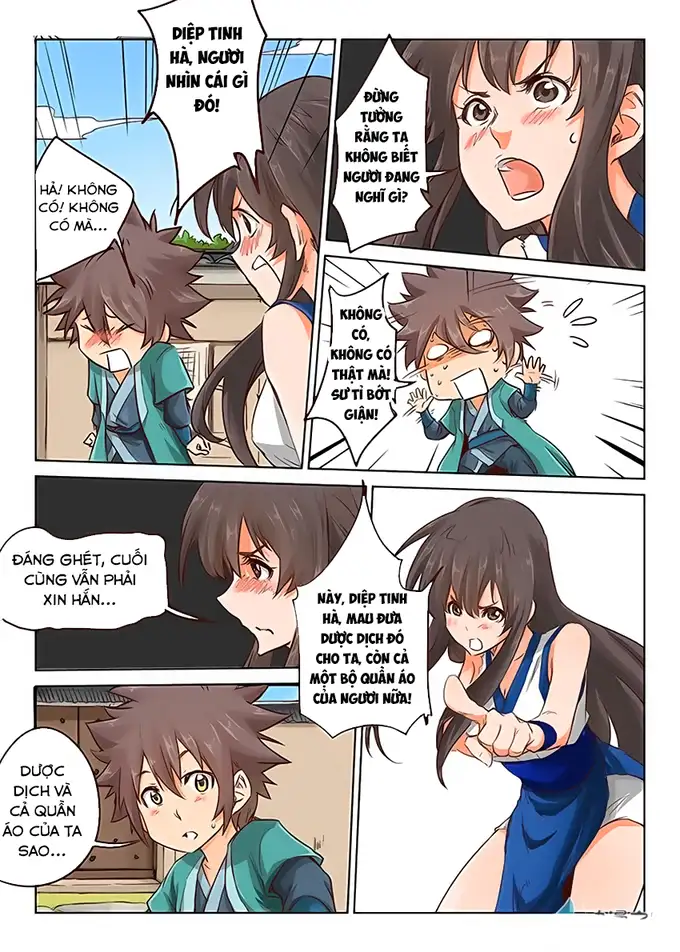 DIỆP TINH
HÀ, NGƯƠI
NHÌN CÁI GÌ
ĐÓ!
HẢ! KHÔNG
CÓ! KHÔNG
CÓ MÀ...
ĐỪNG
TƯỞNG
RẰNG TA
KHÔNG BIẾT
NGƯƠI ĐANG
NGHĨ GÌ?
KHÔNG
CÓ,
KHÔNG CÓ
THẬT MÀ!
SƯ TỈ BỚT
GIẬN!
ĐÁNG GHÉT, CUỐI
CÙNG VẪN PHẢI
XIN HẮN...
NÀY, DIỆP TINH
HÀ, MAU ĐƯA
DƯỢC DỊCH ĐÓ
CHO TA, CÒN CẢ
MỘT BỘ QUẦN ÁO
CỦA NGƯƠI NỮA!
DƯỢC
DỊCH VÀ
CẢ QUẦN
ÁO CỦA TA
SAO...